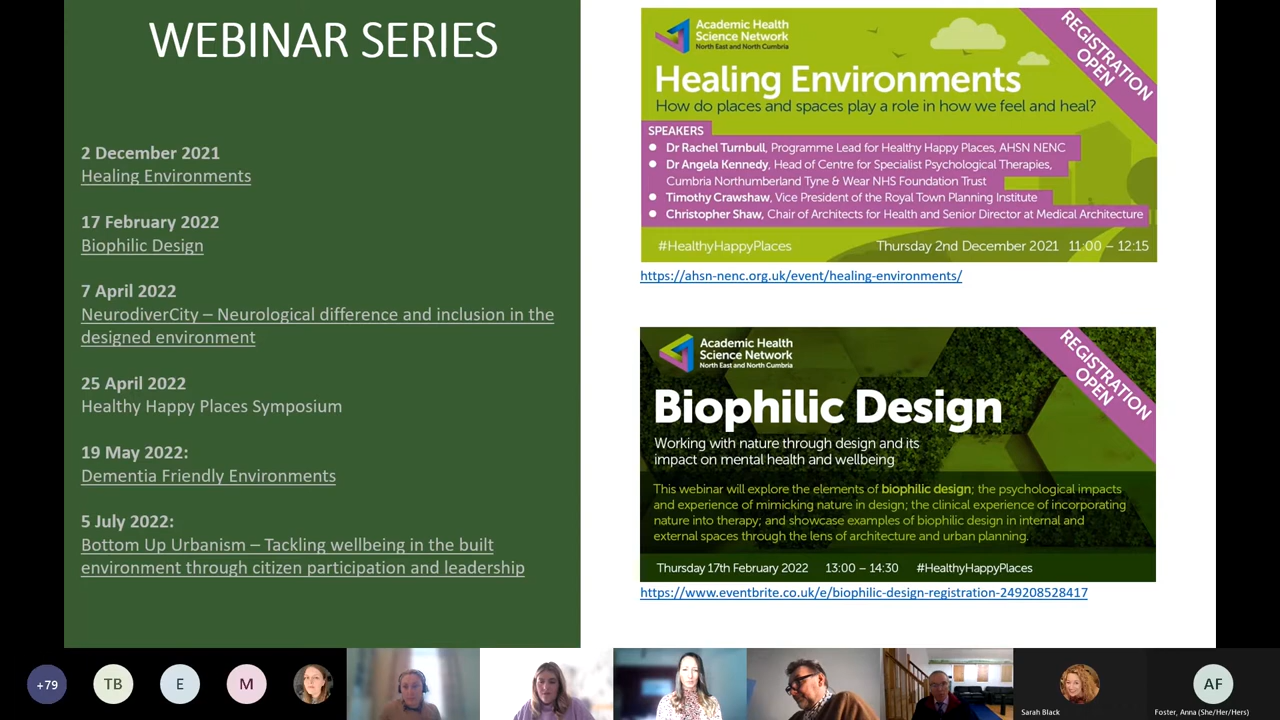 WEBINAR SERIES
2 December 2021
Healing Environments
17 February 2022
Biophilic Design
7 April 2022
NeurodiverCity – Neurological difference and inclusion in the
designed environment
25 April 2022
Healthy Happy Places Symposium
19 May 2022:
Dementia Friendly Environments
5 July 2022:
Bottom Up Urbanism – Tackling wellbeing in the built
environment through citizen participation and leadership
Academic Health
Science Network
North East and North Cumbria
REGISTRATION
OPEN
Healing Environments
How do places and spaces play a role in how we feel and heal?
SPEAKERS
Dr Rachel Turnbull, Programme Lead for Healthy Happy Places, AHSN NENC
Dr Angela Kennedy, Head of Centre for Specialist Psychological Therapies,
Cumbria Northumberland Tyne & Wear NHS Foundation Trust
Timothy Crawshaw, Vice President of the Royal Town Planning Institute
Christopher Shaw, Chair of Architects for Health and Senior Director at Medical Architecture
#HealthyHappyPlaces Thursday 2nd December 2021 11:00 – 12:15
https://ahsn-nenc.org.uk/event/healing-environments/
Academic Health
Science Network
North East and North Cumbria
REGISTRATION
OPEN
Biophilic Design
Working with nature through design and its
impact on mental health and wellbeing
This webinar will explore the elements of biophilic design; the psychological impacts
and experience of mimicking nature in design; the clinical experience of incorporating
nature into therapy; and showcase examples of biophilic design in internal and
external spaces through the lens of architecture and urban planning.
Thursday 17th February 2022 13:00 – 14:30 #HealthyHappyPlaces
https://www.eventbrite.co.uk/e/biophilic-design-registration-249208528417
+79 TB E M AF
Sarah Black Foster, Anna (She/Her/Hers)